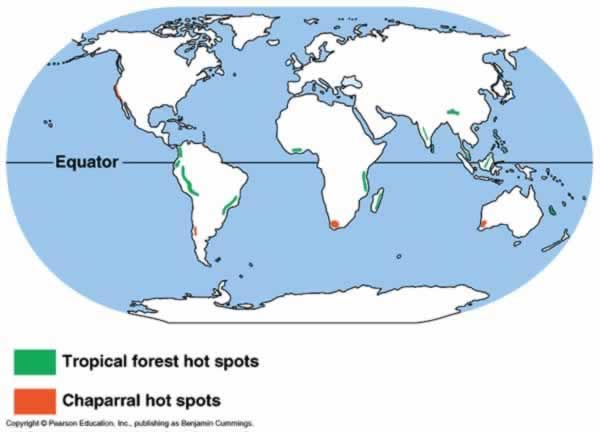 Equator
Tropical forest hot spots
Chaparral hot spots
Copyright © Pearson Education, Inc., publishing as Benjamin Cummings.